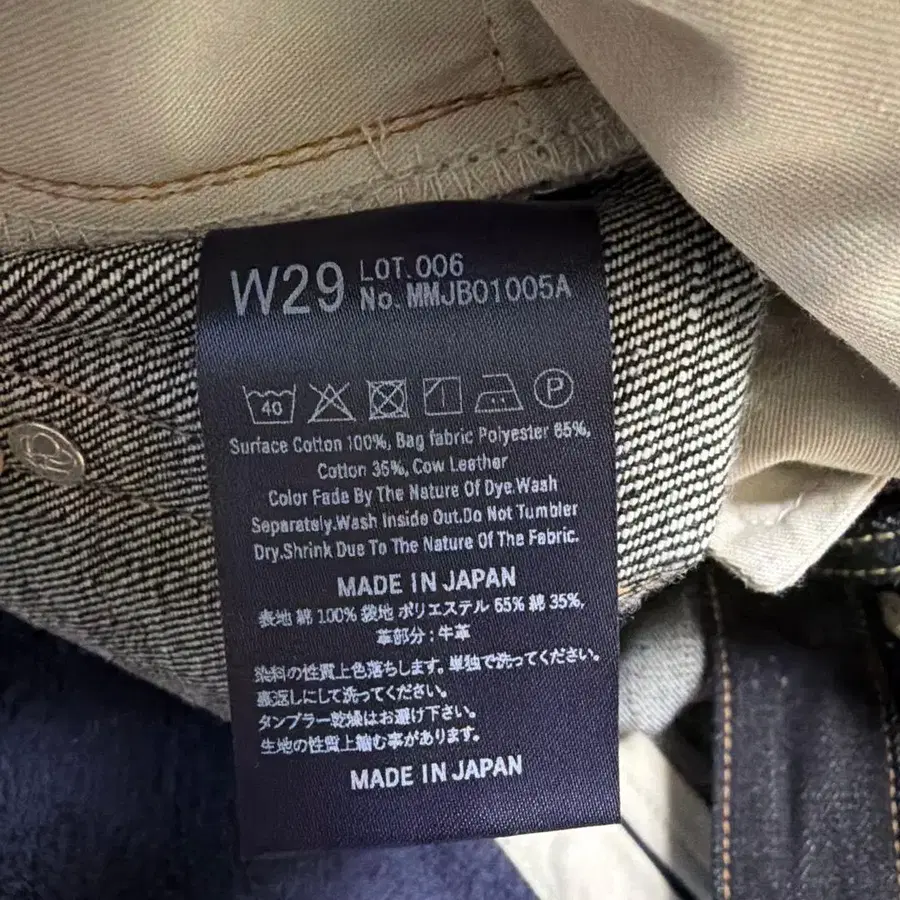 W29
LOT.006
No.MMJB01005A
40 P
Surface Cotton 100%, Bag fabric Polyester 65%,
Cotton 35%, Cow Leather
Color Fade By The Nature Of Dye.Wash
Separately.Wash Inside Out.Do Not Tumbler
Dry.Shrink Due To The Nature Of The Fabric.
MADE IN JAPAN
表地 綿 100% 袋地 ポリエステル 65% 綿 35%,
革部分:牛革
染料の性質上色落ちします。単独で洗ってください。
裏返しにして洗ってください。
タンブラー乾燥はお避け下さい。
生地の性質上縮む事があります。
MADE IN JAPAN